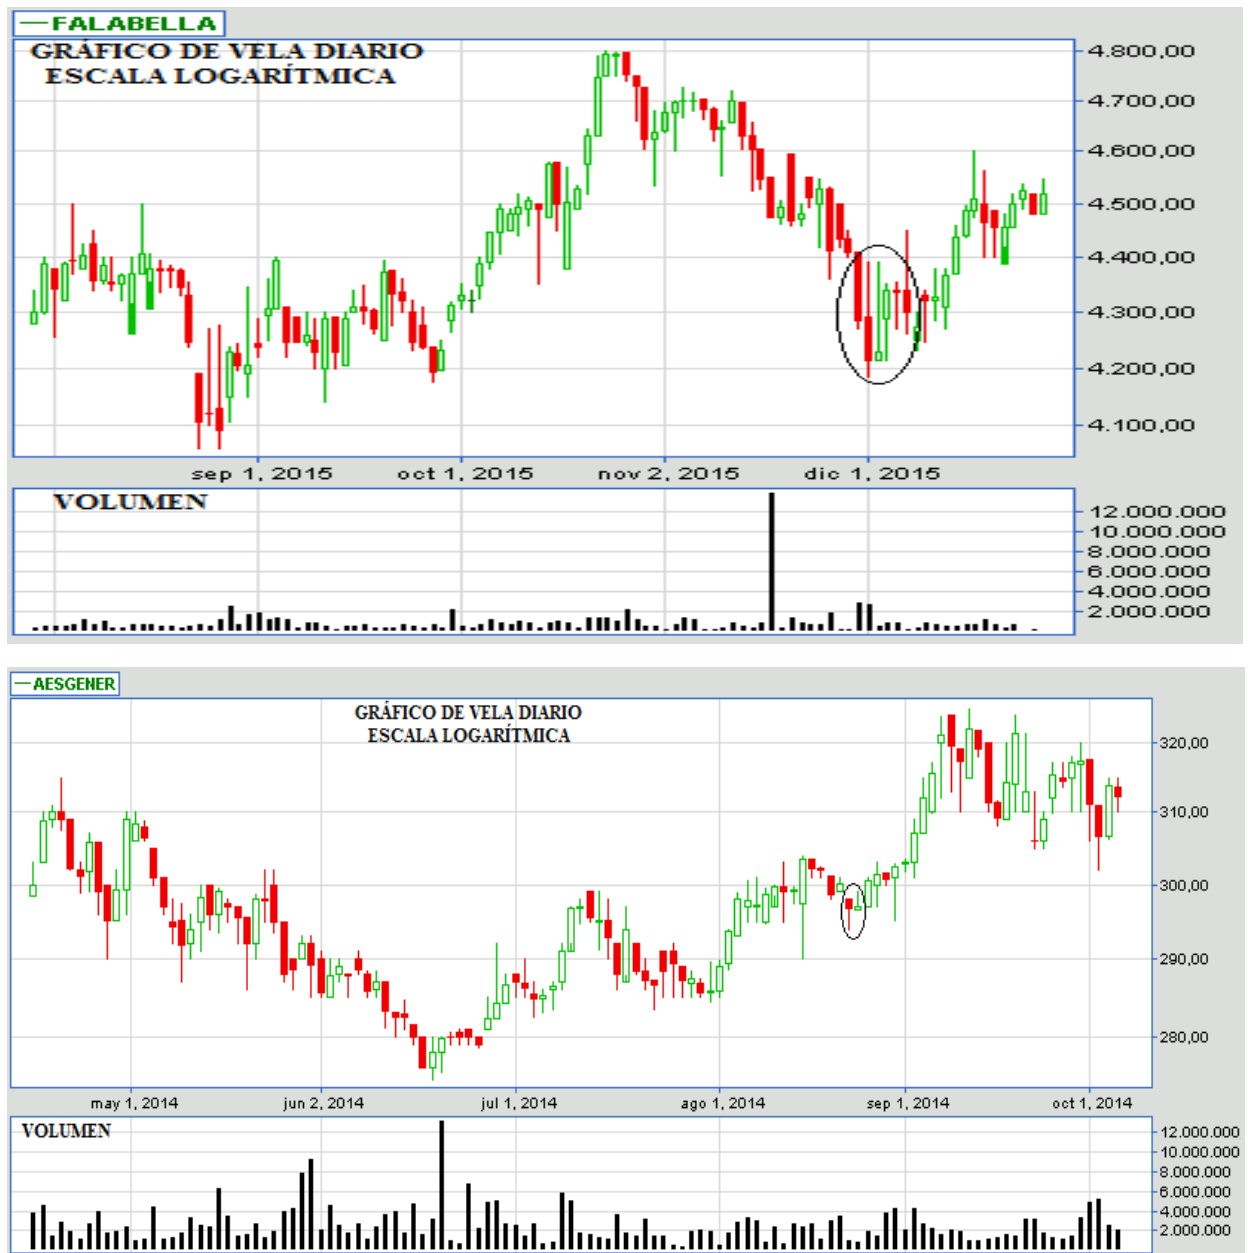 FALABELLA
GRÁFICO DE VELA DIARIO
ESCALA LOGARÍTMICA
4.800,00
4.700,00
4.600,00
4.500,00
4.400,00
4.300,00
4.200,00
4.100,00
sep 1, 2015 oct 1, 2015 nov 2, 2015 dic 1, 2015
VOLUMEN
12.000.000
10.000.000
8.000.000
6.000.000
4.000.000
2.000.000
AESGENER
GRÁFICO DE VELA DIARIO
ESCALA LOGARÍTMICA
320,00
310,00
300,00
290,00
280,00
may 1, 2014 jun 2, 2014 jul 1, 2014 ago 1, 2014 sep 1, 2014 oct 1, 2014
VOLUMEN
12.000.000
10.000.000
8.000.000
6.000.000
4.000.000
2.000.000